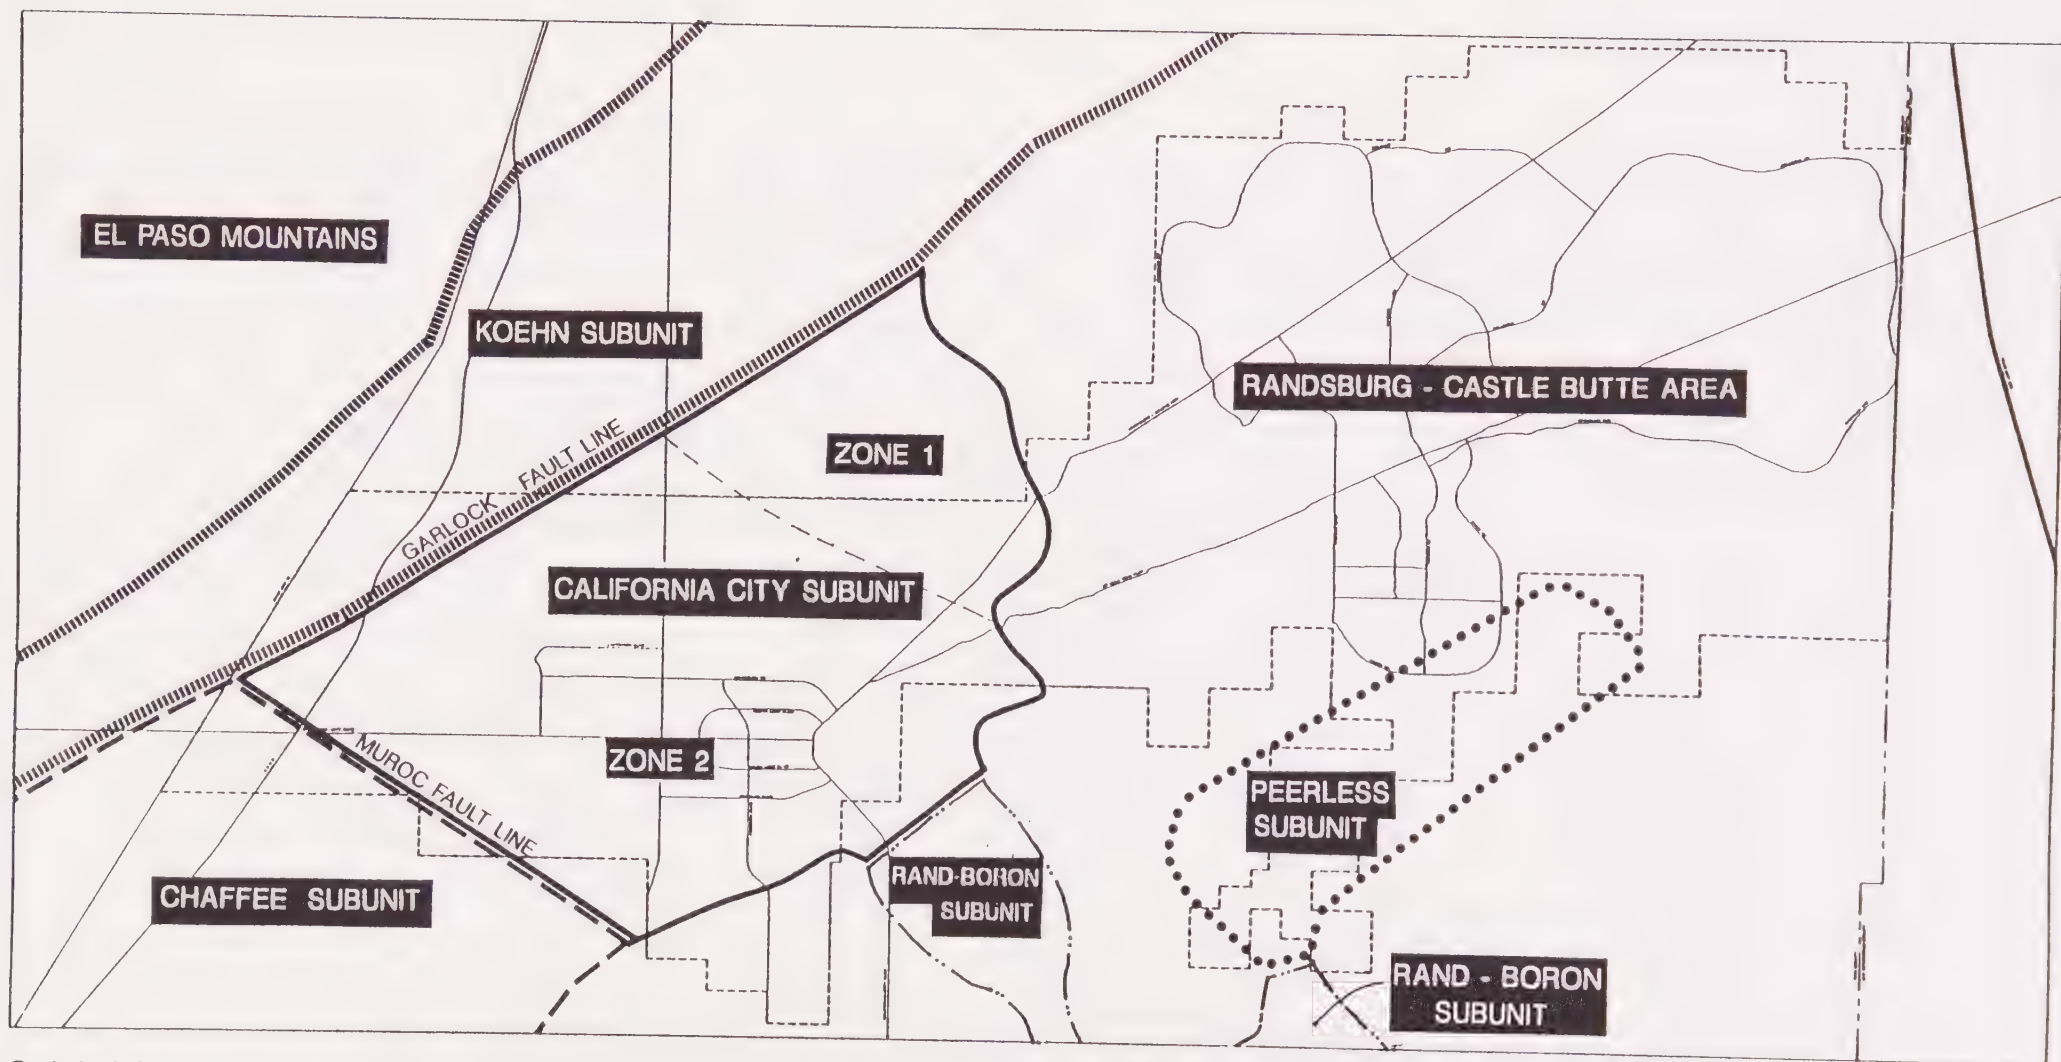 EL PASO MOUNTAINS
KOEHN SUBUNIT
RANDSBURG - CASTLE BUTTE AREA
GARLOCK FAULT LINE
ZONE 1
CALIFORNIA CITY SUBUNIT
MUROC FAULT LINE
ZONE 2
PEERLESS
SUBUNIT
CHAFFEE SUBUNIT
RAND-BORON
SUBUNIT
RAND - BORON
SUBUNIT